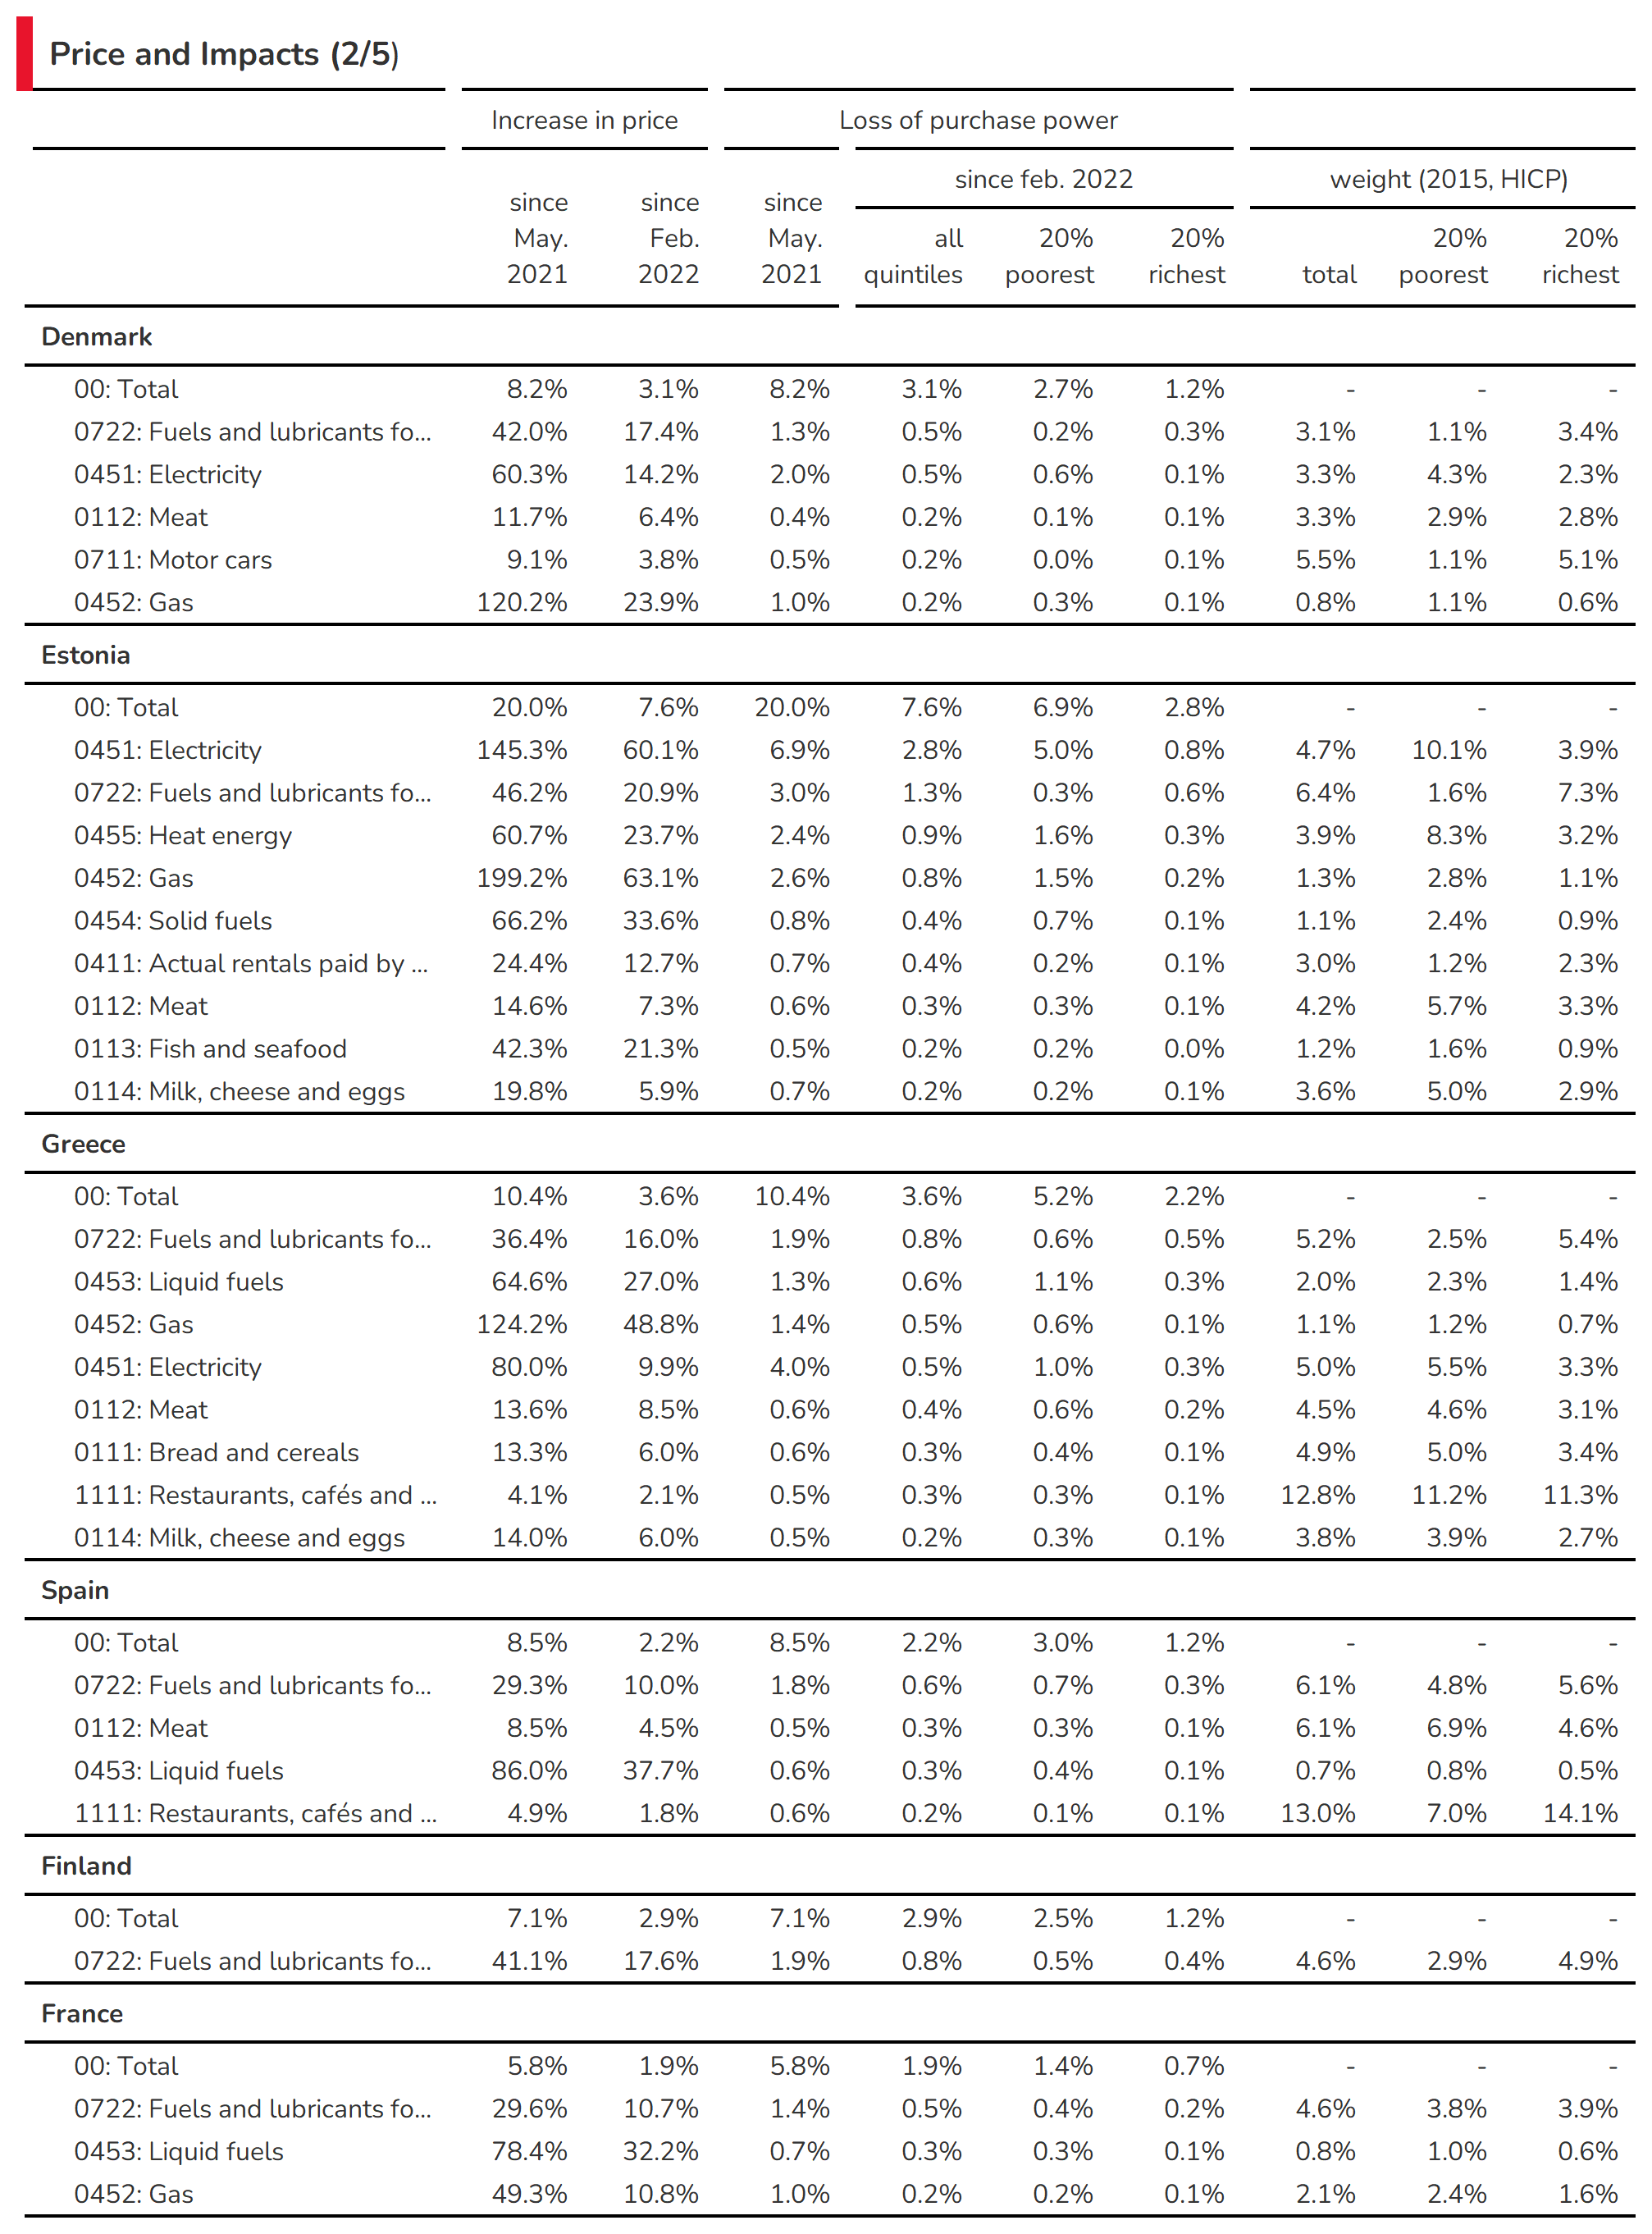 Price and Impacts (2/5)
Increase in price Loss of purchase power
since feb. 2022 weight (2015, HICP)
since since since
May. Feb. May. all 20% 20% 20% 20%
2021 2022 2021 quintiles poorest richest total poorest richest
Denmark
00: Total 8.2% 3.1% 8.2% 3.1% 2.7% 1.2% - - -
0722: Fuels and lubricants fo... 42.0% 17.4% 1.3% 0.5% 0.2% 0.3% 3.1% 1.1% 3.4%
0451: Electricity 60.3% 14.2% 2.0% 0.5% 0.6% 0.1% 3.3% 4.3% 2.3%
0112: Meat 11.7% 6.4% 0.4% 0.2% 0.1% 0.1% 3.3% 2.9% 2.8%
0711: Motor cars 9.1% 3.8% 0.5% 0.2% 0.0% 0.1% 5.5% 1.1% 5.1%
0452: Gas 120.2% 23.9% 1.0% 0.2% 0.3% 0.1% 0.8% 1.1% 0.6%
Estonia
00: Total 20.0% 7.6% 20.0% 7.6% 6.9% 2.8% - - -
0451: Electricity 145.3% 60.1% 6.9% 2.8% 5.0% 0.8% 4.7% 10.1% 3.9%
0722: Fuels and lubricants fo... 46.2% 20.9% 3.0% 1.3% 0.3% 0.6% 6.4% 1.6% 7.3%
0455: Heat energy 60.7% 23.7% 2.4% 0.9% 1.6% 0.3% 3.9% 8.3% 3.2%
0452: Gas 199.2% 63.1% 2.6% 0.8% 1.5% 0.2% 1.3% 2.8% 1.1%
0454: Solid fuels 66.2% 33.6% 0.8% 0.4% 0.7% 0.1% 1.1% 2.4% 0.9%
0411: Actual rentals paid by ... 24.4% 12.7% 0.7% 0.4% 0.2% 0.1% 3.0% 1.2% 2.3%
0112: Meat 14.6% 7.3% 0.6% 0.3% 0.3% 0.1% 4.2% 5.7% 3.3%
0113: Fish and seafood 42.3% 21.3% 0.5% 0.2% 0.2% 0.0% 1.2% 1.6% 0.9%
0114: Milk, cheese and eggs 19.8% 5.9% 0.7% 0.2% 0.2% 0.1% 3.6% 5.0% 2.9%
Greece
00: Total 10.4% 3.6% 10.4% 3.6% 5.2% 2.2% - - -
0722: Fuels and lubricants fo... 36.4% 16.0% 1.9% 0.8% 0.6% 0.5% 5.2% 2.5% 5.4%
0453: Liquid fuels 64.6% 27.0% 1.3% 0.6% 1.1% 0.3% 2.0% 2.3% 1.4%
0452: Gas 124.2% 48.8% 1.4% 0.5% 0.6% 0.1% 1.1% 1.2% 0.7%
0451: Electricity 80.0% 9.9% 4.0% 0.5% 1.0% 0.3% 5.0% 5.5% 3.3%
0112: Meat 13.6% 8.5% 0.6% 0.4% 0.6% 0.2% 4.5% 4.6% 3.1%
0111: Bread and cereals 13.3% 6.0% 0.6% 0.3% 0.4% 0.1% 4.9% 5.0% 3.4%
1111: Restaurants, cafés and ... 4.1% 2.1% 0.5% 0.3% 0.3% 0.1% 12.8% 11.2% 11.3%
0114: Milk, cheese and eggs 14.0% 6.0% 0.5% 0.2% 0.3% 0.1% 3.8% 3.9% 2.7%
Spain
00: Total 8.5% 2.2% 8.5% 2.2% 3.0% 1.2% - - -
0722: Fuels and lubricants fo... 29.3% 10.0% 1.8% 0.6% 0.7% 0.3% 6.1% 4.8% 5.6%
0112: Meat 8.5% 4.5% 0.5% 0.3% 0.3% 0.1% 6.1% 6.9% 4.6%
0453: Liquid fuels 86.0% 37.7% 0.6% 0.3% 0.4% 0.1% 0.7% 0.8% 0.5%
1111: Restaurants, cafés and ... 4.9% 1.8% 0.6% 0.2% 0.1% 0.1% 13.0% 7.0% 14.1%
Finland
00: Total 7.1% 2.9% 7.1% 2.9% 2.5% 1.2% - - -
0722: Fuels and lubricants fo... 41.1% 17.6% 1.9% 0.8% 0.5% 0.4% 4.6% 2.9% 4.9%
France
00: Total 5.8% 1.9% 5.8% 1.9% 1.4% 0.7% - - -
0722: Fuels and lubricants fo... 29.6% 10.7% 1.4% 0.5% 0.4% 0.2% 4.6% 3.8% 3.9%
0453: Liquid fuels 78.4% 32.2% 0.7% 0.3% 0.3% 0.1% 0.8% 1.0% 0.6%
0452: Gas 49.3% 10.8% 1.0% 0.2% 0.2% 0.1% 2.1% 2.4% 1.6%